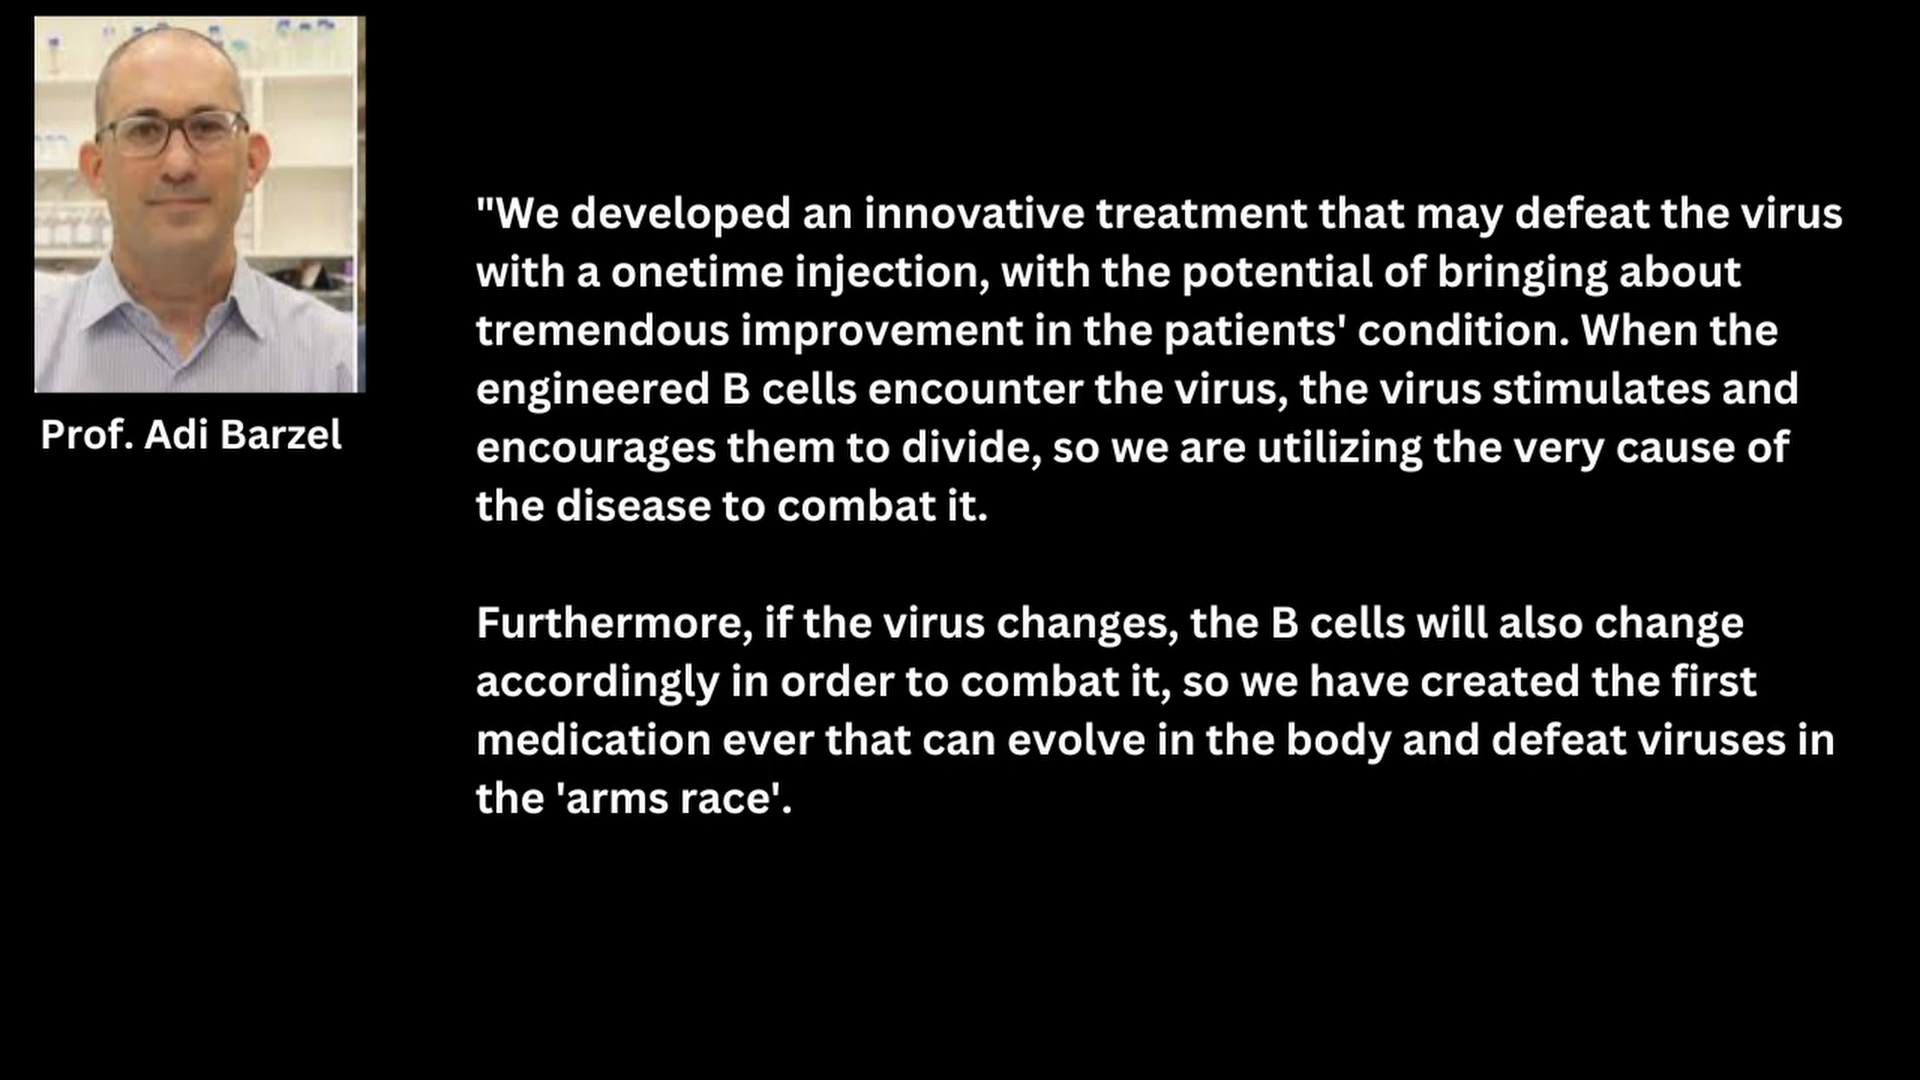 Prof. Adi Barzel
"We developed an innovative treatment that may defeat the virus
with a onetime injection, with the potential of bringing about
tremendous improvement in the patients' condition. When the
engineered B cells encounter the virus, the virus stimulates and
encourages them to divide, so we are utilizing the very cause of
the disease to combat it.
Furthermore, if the virus changes, the B cells will also change
accordingly in order to combat it, so we have created the first
medication ever that can evolve in the body and defeat viruses in
the 'arms race'.